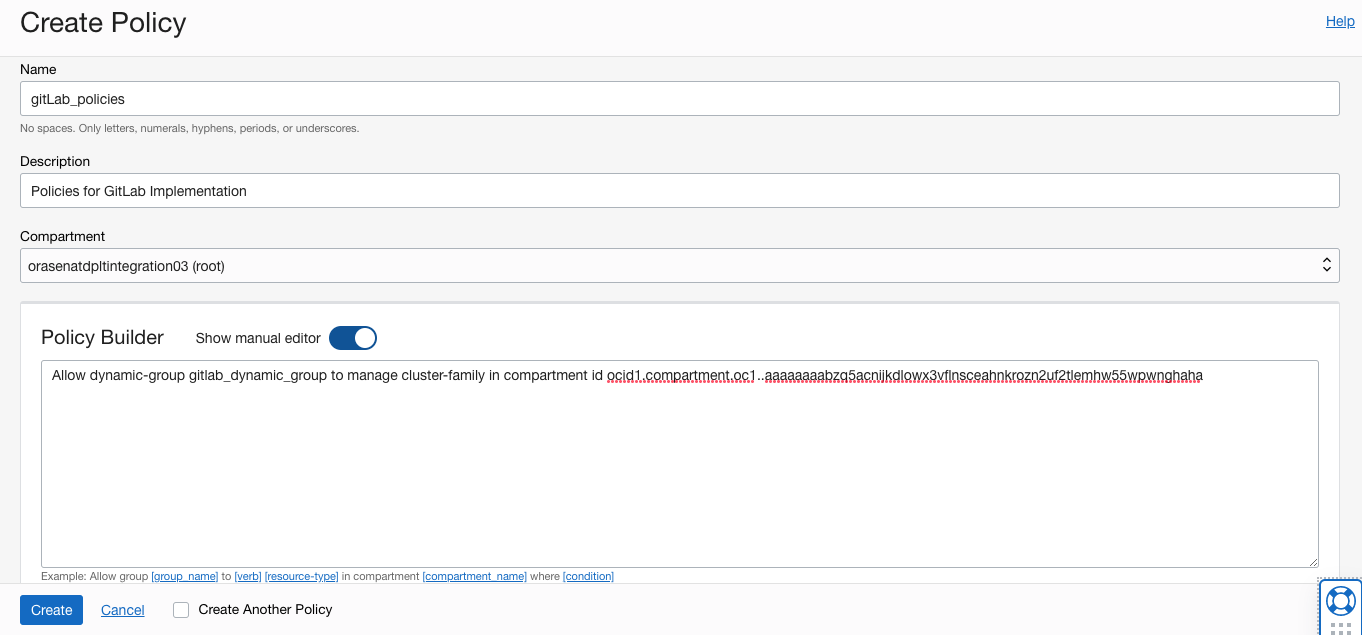 Create Policy
Help
Name
gitLab_policies
No spaces. Only letters, numerals, hyphens, periods, or underscores.
Description
Policies for GitLab Implementation
Compartment
orasenatdpltintegration03 (root)
Policy Builder
Show manual editor
Allow dynamic-group gitlab_dynamic_group to manage cluster-family in compartment id ocid1.compartment.oc1..aaaaaaaabzq5acnijkdlowx3vflnsceahnkrozn2uf2tlemhw55wpwnghaha
Example: Allow group [group_name] to [verb] [resource-type] in compartment [compartment_name] where [condition]
Create
Cancel
Create Another Policy